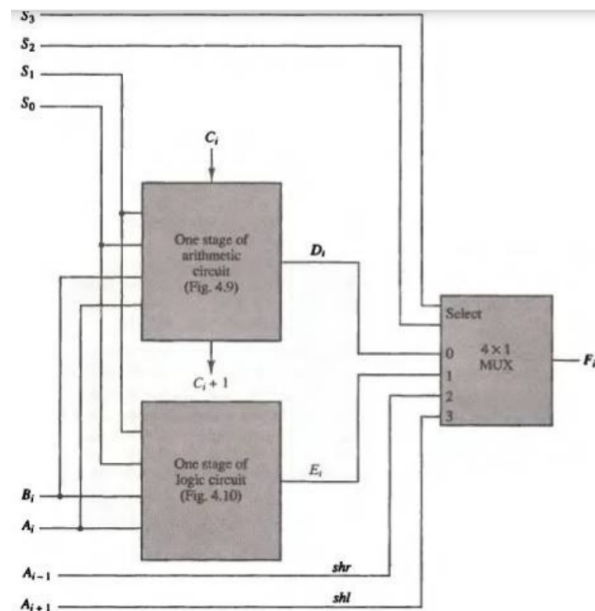 S3
S2
S1
S0
Ci
One stage of
arithmetic
circuit
(Fig. 4.9)
Di
Select
4 × 1
MUX
0
1
2
3
Fi
Ci + 1
One stage of
logic circuit
(Fig. 4.10)
Ei
Bi
Ai
Ai−1
shr
Ai+1
shl